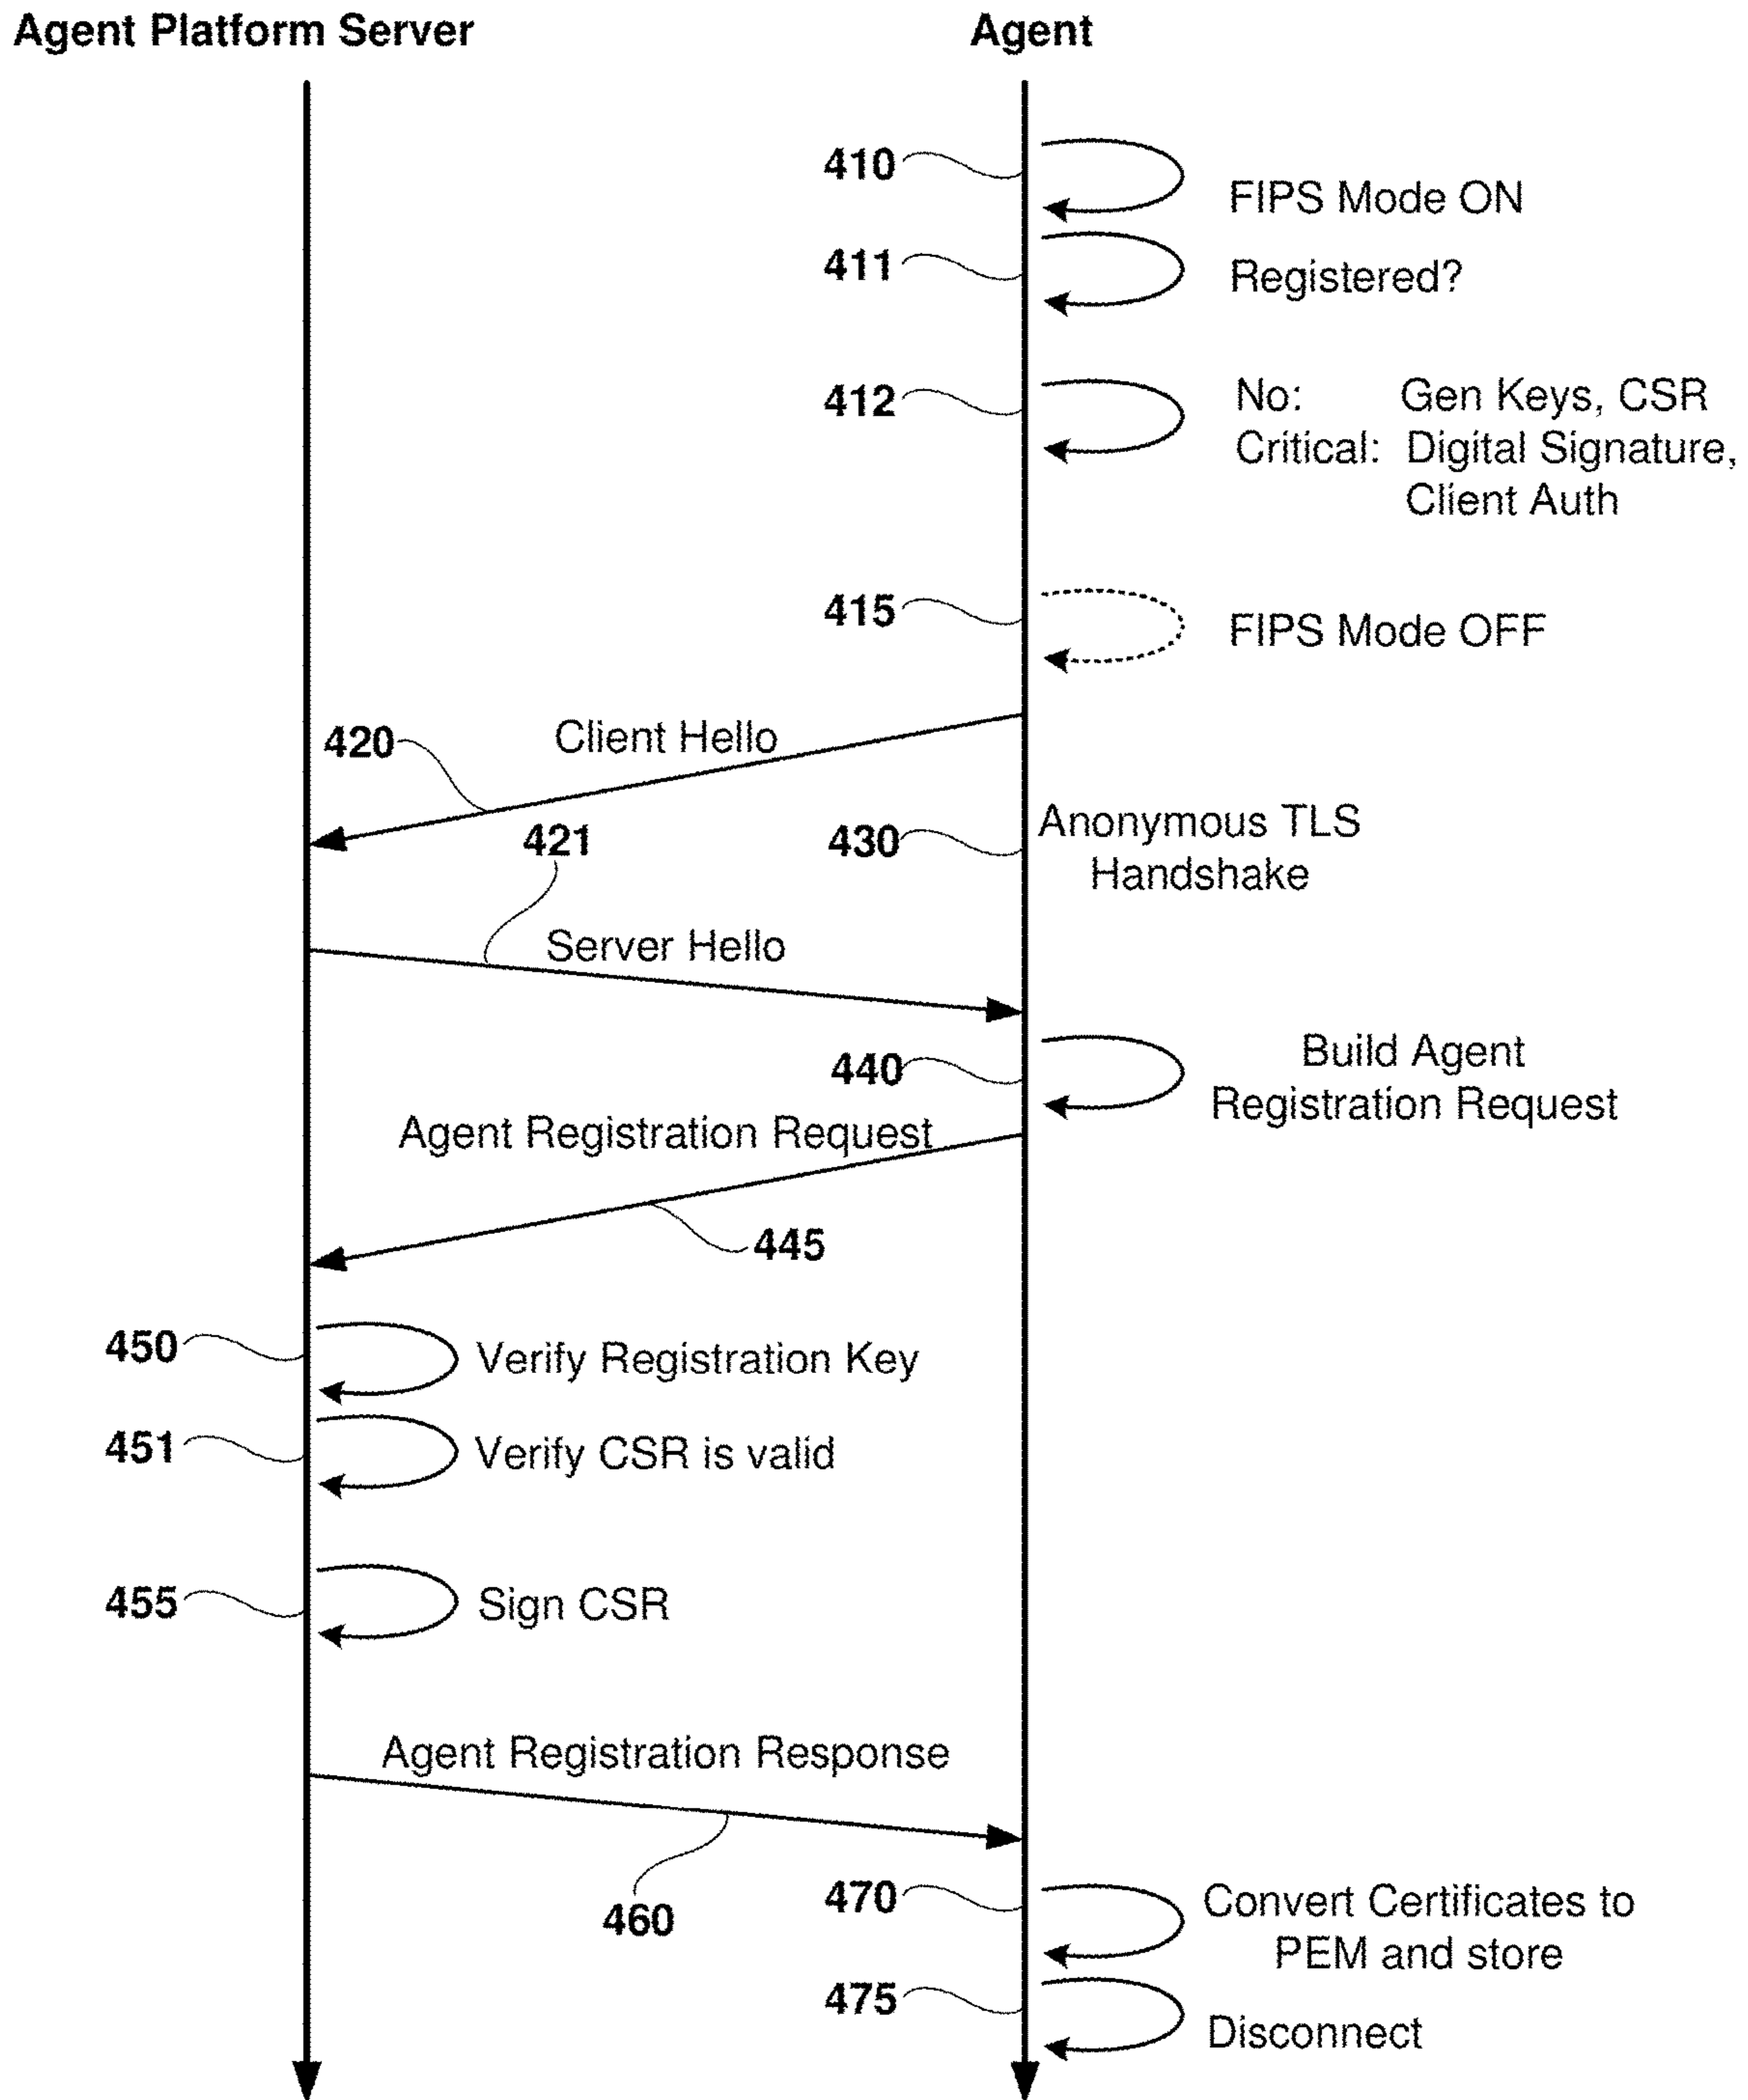 Agent Platform Server
Agent
410
FIPS Mode ON
411
Registered?
412
No: Gen Keys, CSR
Critical: Digital Signature,
Client Auth
415
FIPS Mode OFF
420
Client Hello
421
430
Anonymous TLS
Handshake
Server Hello
440
Build Agent
Registration Request
Agent Registration Request
445
450
Verify Registration Key
451
Verify CSR is valid
455
Sign CSR
Agent Registration Response
460
470
Convert Certificates to
PEM and store
475
Disconnect